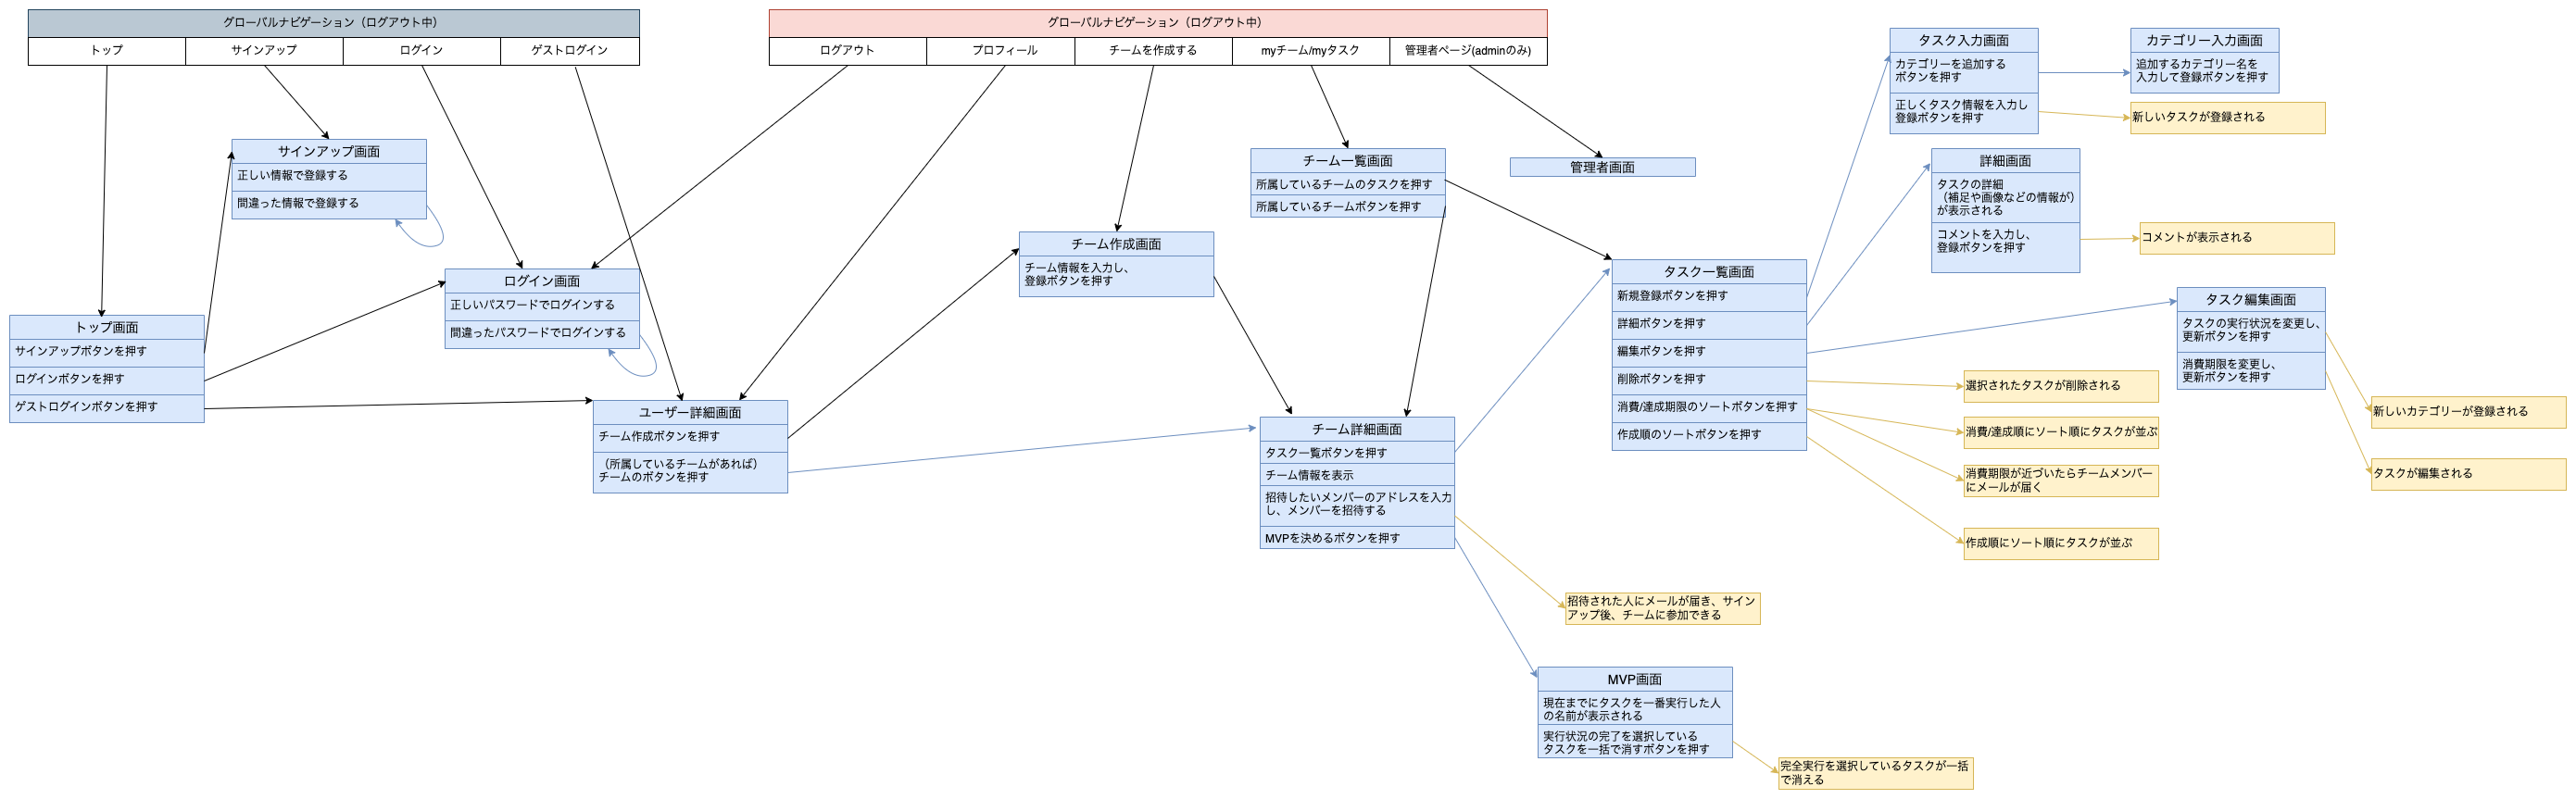 グローバルナビゲーション（ログアウト中）
トップ
サインアップ
ログイン
ゲストログイン
グローバルナビゲーション（ログアウト中）
ログアウト
プロフィール
チームを作成する
myチーム/myタスク
管理者ページ(adminのみ)
サインアップ画面
正しい情報で登録する
間違った情報で登録する
ログイン画面
正しいパスワードでログインする
間違ったパスワードでログインする
トップ画面
サインアップボタンを押す
ログインボタンを押す
ゲストログインボタンを押す
ユーザー詳細画面
チーム作成ボタンを押す
（所属しているチームがあれば）
チームのボタンを押す
チーム作成画面
チーム情報を入力し、
登録ボタンを押す
チーム一覧画面
所属しているチームのタスクを押す
所属しているチームボタンを押す
管理者画面
チーム詳細画面
タスク一覧ボタンを押す
チーム情報を表示
招待したいメンバーのアドレスを入力
し、メンバーを招待する
MVPを決めるボタンを押す
招待された人にメールが届き、サイン
アップ後、チームに参加できる
MVP画面
現在までにタスクを一番実行した人
の名前が表示される
実行状況の完了を選択している
タスクを一括で消すボタンを押す
完全実行を選択しているタスクが一括
で消える
タスク一覧画面
新規登録ボタンを押す
詳細ボタンを押す
編集ボタンを押す
削除ボタンを押す
消費/達成期限のソートボタンを押す
作成順のソートボタンを押す
選択されたタスクが削除される
消費/達成順にソート順にタスクが並ぶ
消費期限が近づいたらチームメンバー
にメールが届く
作成順にソート順にタスクが並ぶ
タスク入力画面
カテゴリーを追加する
ボタンを押す
正しくタスク情報を入力し
登録ボタンを押す
カテゴリー入力画面
追加するカテゴリー名を
入力して登録ボタンを押す
新しいタスクが登録される
詳細画面
タスクの詳細
（補足や画像などの情報が）
が表示される
コメントを入力し、
登録ボタンを押す
コメントが表示される
タスク編集画面
タスクの実行状況を変更し、
更新ボタンを押す
消費期限を変更し、
更新ボタンを押す
新しいカテゴリーが登録される
タスクが編集される